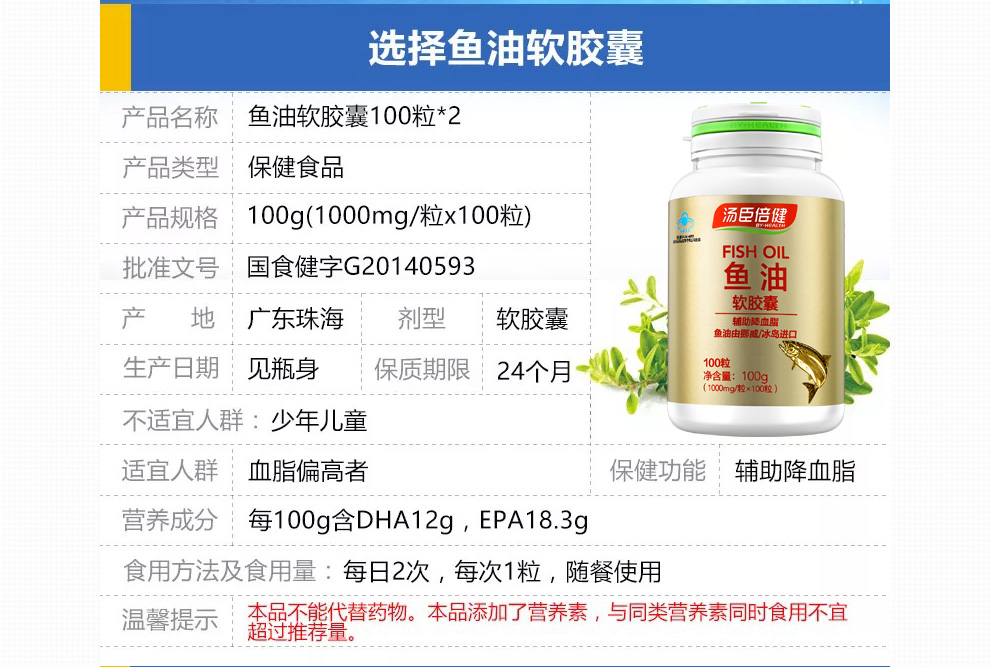 选择鱼油软胶囊
产品名称 鱼油软胶囊100粒*2
产品类型 保健食品
产品规格 100g(1000mg/粒x100粒)
批准文号 国食健字G20140593
产 地 广东珠海 剂型 软胶囊
生产日期 见瓶身 保质期限 24个月
不适宜人群：少年儿童
适宜人群 血脂偏高者 保健功能 辅助降血脂
营养成分 每100g含DHA12g，EPA18.3g
食用方法及食用量：每日2次，每次1粒，随餐使用
温馨提示 本品不能代替药物。本品添加了营养素，与同类营养素同时食用不宜
超过推荐量。
BY-HEALTH
汤臣倍健
BY-HEALTH
FISH OIL
鱼油
软胶囊
辅助降血脂
鱼油由挪威/冰岛进口
100粒
净含量：100g
(1000mg/粒×100粒)